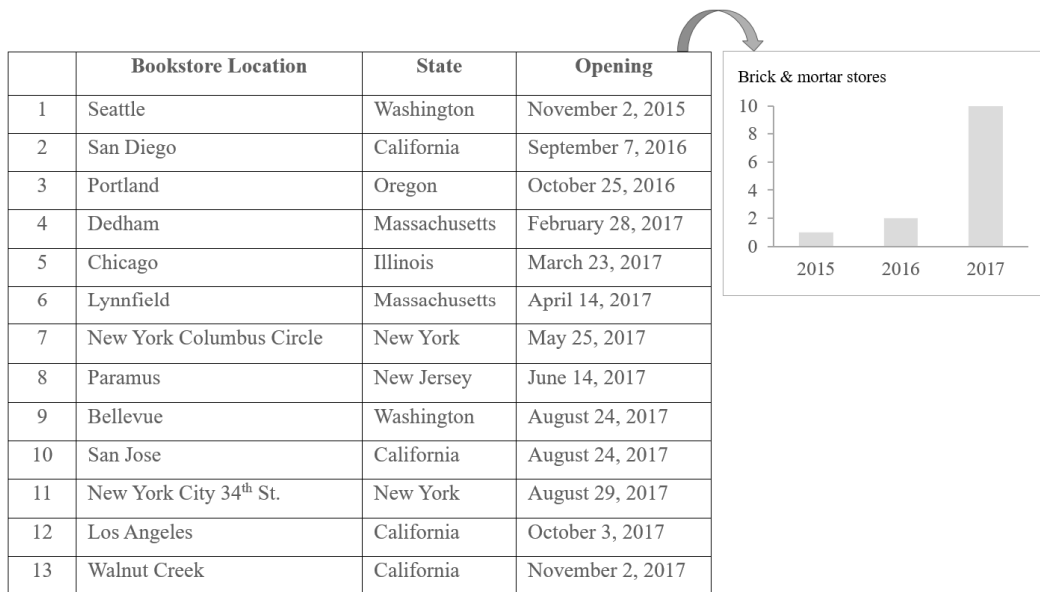 Bookstore Location State Opening
1 Seattle Washington November 2, 2015
2 San Diego California September 7, 2016
3 Portland Oregon October 25, 2016
4 Dedham Massachusetts February 28, 2017
5 Chicago Illinois March 23, 2017
6 Lynnfield Massachusetts April 14, 2017
7 New York Columbus Circle New York May 25, 2017
8 Paramus New Jersey June 14, 2017
9 Bellevue Washington August 24, 2017
10 San Jose California August 24, 2017
11 New York City 34th St. New York August 29, 2017
12 Los Angeles California October 3, 2017
13 Walnut Creek California November 2, 2017
Brick & mortar stores
10
8
6
4
2
0
2015 2016 2017